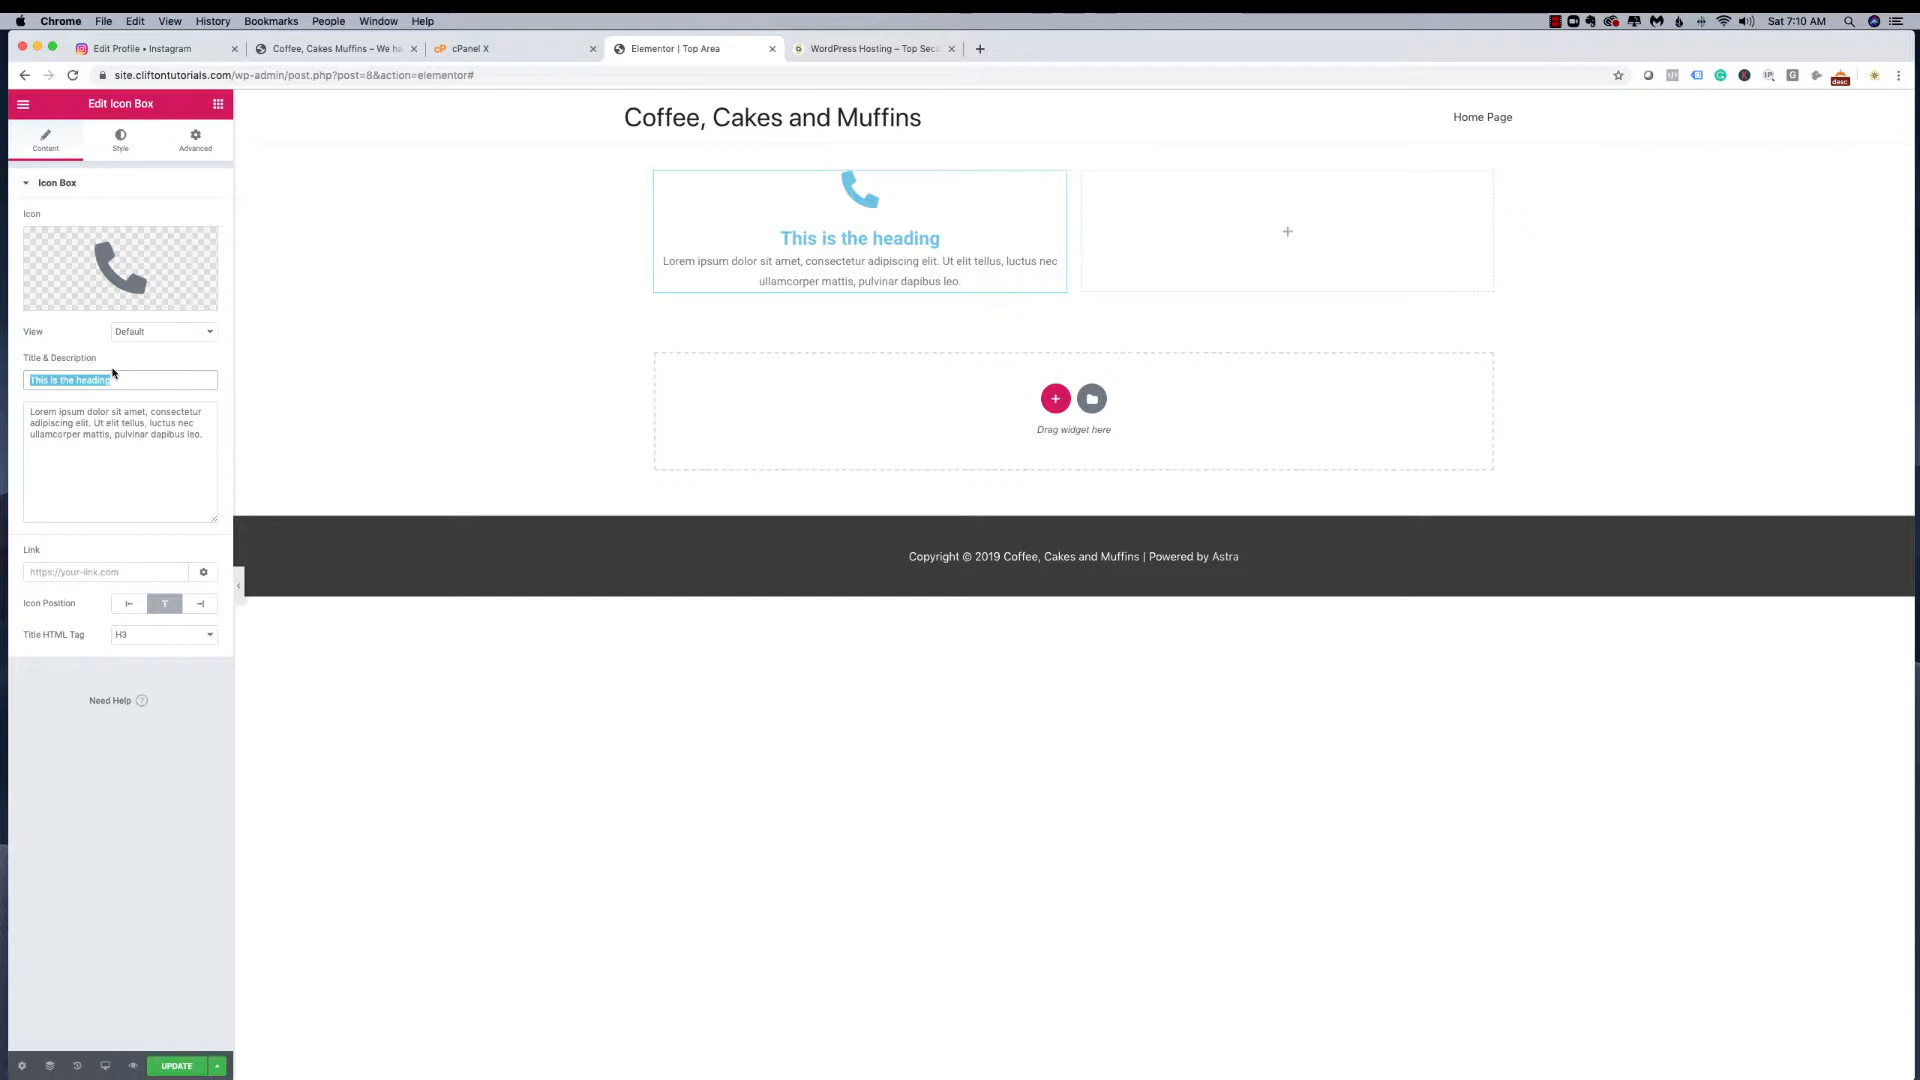 Chrome File Edit View History Bookmarks People Window Help
Sat 7:10 AM
Edit Profile • Instagram
Coffee, Cakes Muffins – We ha
cP cPanel X
Elementor | Top Area
WordPress Hosting – Top Sec
site.cliftontutorials.com/wp-admin/post.php?post=8&action=elementor#
desc
Edit Icon Box
Content Style Advanced
Icon Box
Icon
View Default
Title & Description
This is the heading
Lorem ipsum dolor sit amet, consectetur
adipiscing elit. Ut elit tellus, luctus nec
ullamcorper mattis, pulvinar dapibus leo.
Link
https://your-link.com
Icon Position
Title HTML Tag H3
Need Help ?
UPDATE
Coffee, Cakes and Muffins
Home Page
This is the heading
Lorem ipsum dolor sit amet, consectetur adipiscing elit. Ut elit tellus, luctus nec
ullamcorper mattis, pulvinar dapibus leo.
Drag widget here
Copyright © 2019 Coffee, Cakes and Muffins | Powered by Astra